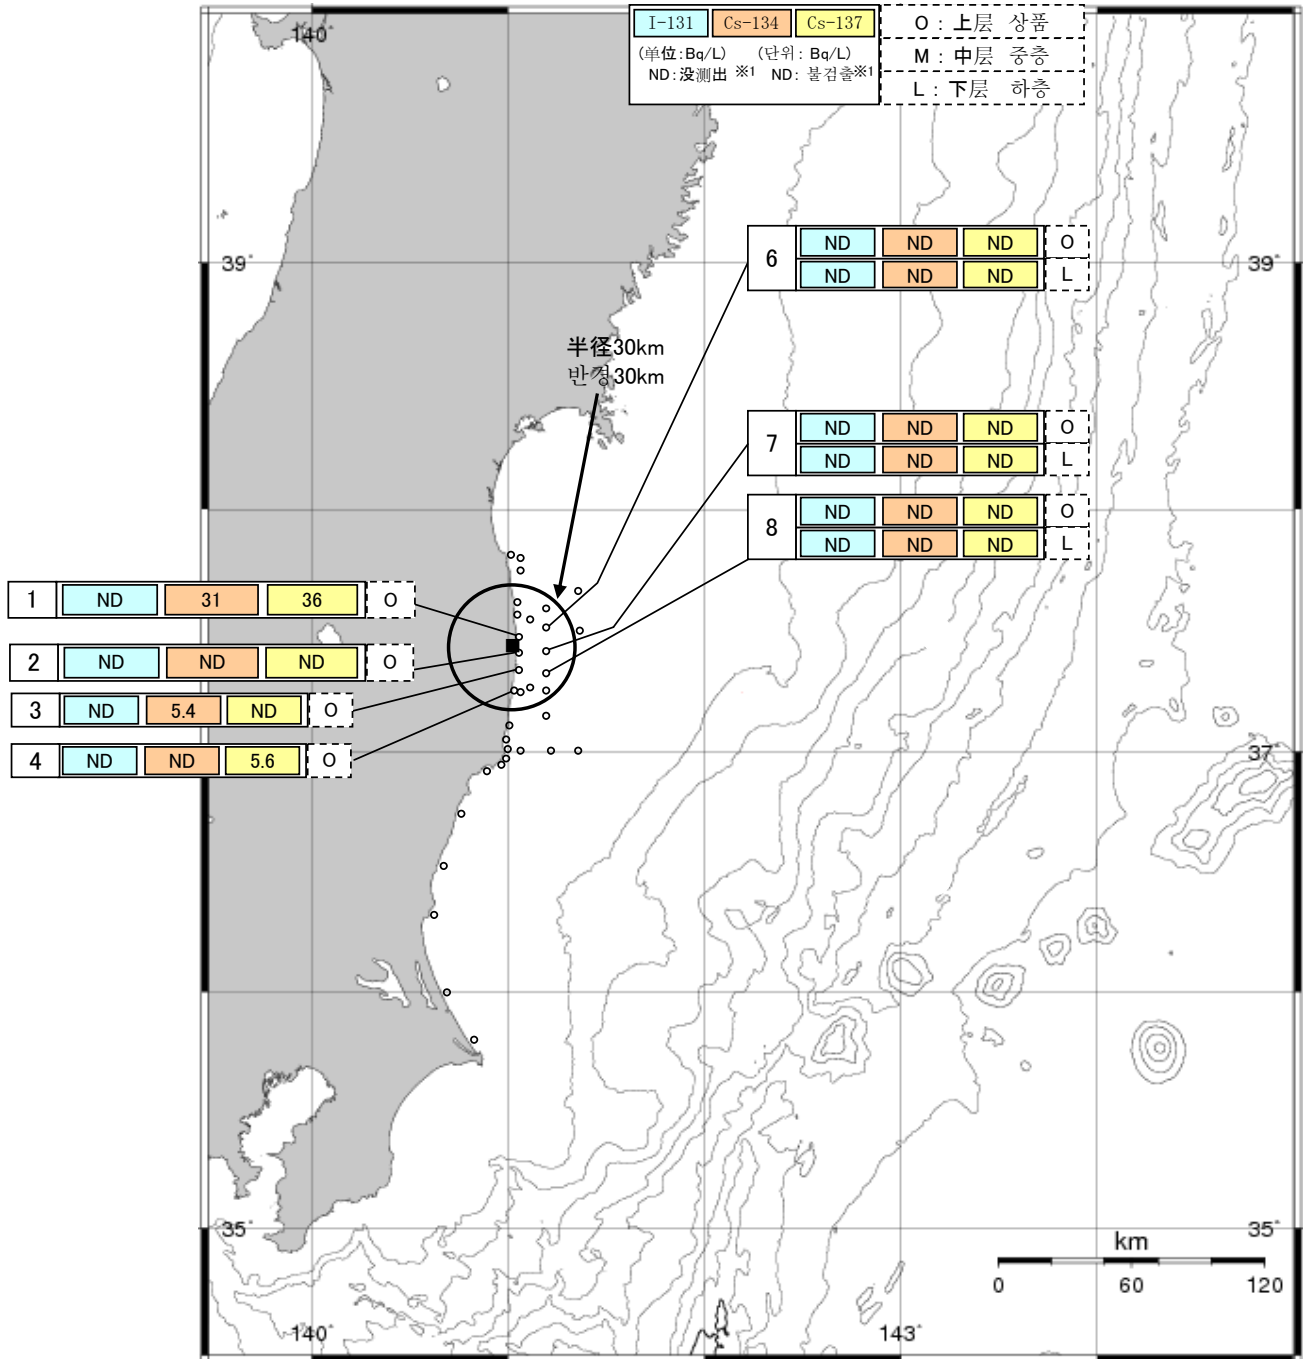 140°
I-131 Cs-134 Cs-137
(单位:Bq/L) (단위: Bq/L)
ND:没测出 ※1 ND: 불검출※1
O : 上层 상품
M : 中层 중층
L : 下层 하층
6 ND ND ND O
ND ND ND L
39° 39°
半径30km
반경30km
7 ND ND ND O
ND ND ND L
8 ND ND ND O
ND ND ND L
1 ND 31 36 O
2 ND ND ND O
3 ND 5.4 ND O
4 ND ND 5.6 O
37° 37°
35° 35°
km
0 60 120
140° 143°